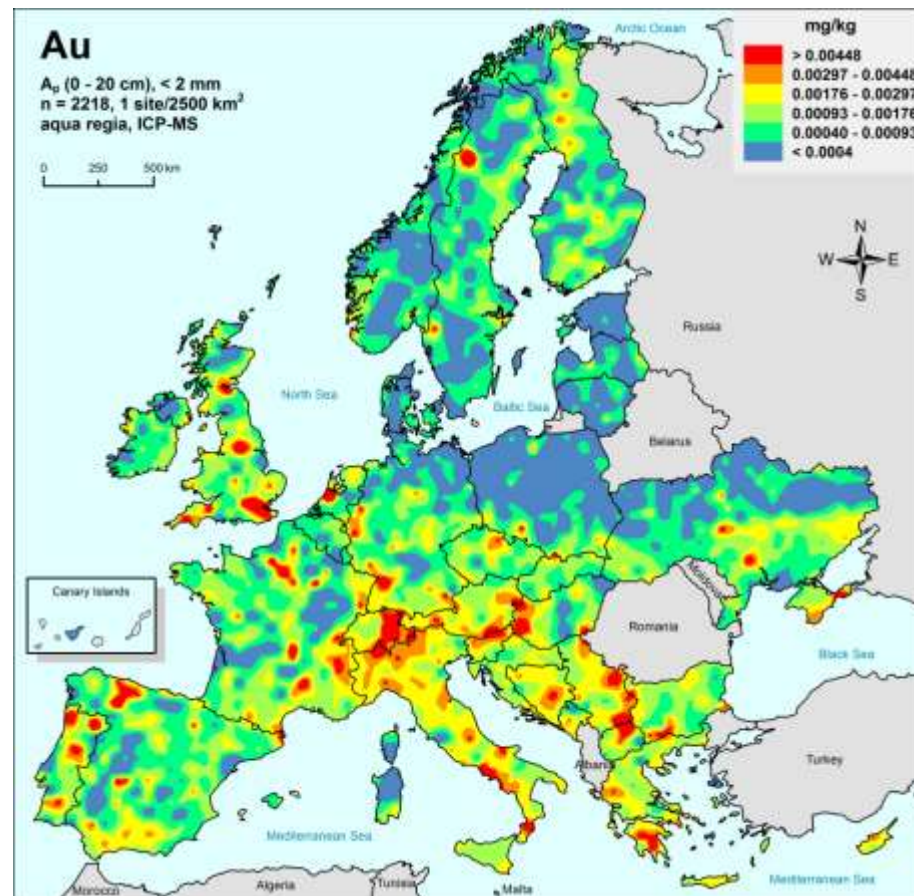 Au
Aₚ (0 - 20 cm), < 2 mm
n = 2218, 1 site/2500 km²
aqua regia, ICP-MS
0 250 500 km
mg/kg
> 0.00448
0.00297 - 0.00448
0.00176 - 0.00297
0.00093 - 0.00176
0.00040 - 0.00093
< 0.0004
Arctic Ocean
N
W E
S
Russia
North Sea
Baltic Sea
Belarus
Canary Islands
Moldova
Romania
Black Sea
Albania
Turkey
Mediterranean Sea
Morocco
Algeria
Tunisia
Malta
Mediterranean Sea